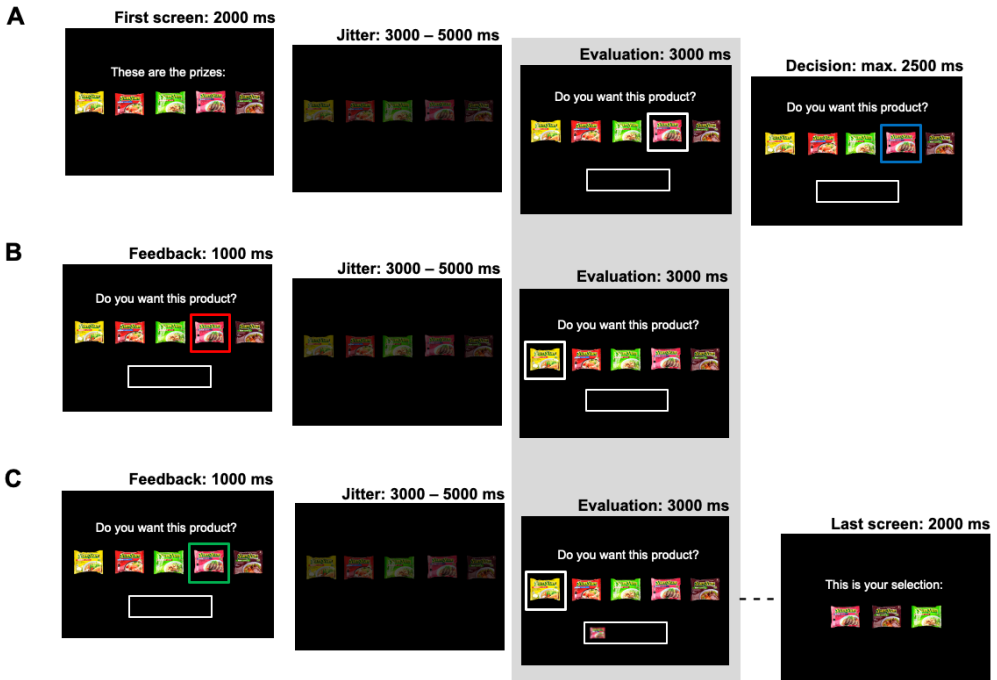 A
First screen: 2000 ms
These are the prizes:
Jitter: 3000 – 5000 ms
Evaluation: 3000 ms
Do you want this product?
Decision: max. 2500 ms
Do you want this product?
B
Feedback: 1000 ms
Do you want this product?
Jitter: 3000 – 5000 ms
Evaluation: 3000 ms
Do you want this product?
C
Feedback: 1000 ms
Do you want this product?
Jitter: 3000 – 5000 ms
Evaluation: 3000 ms
Do you want this product?
Last screen: 2000 ms
This is your selection: